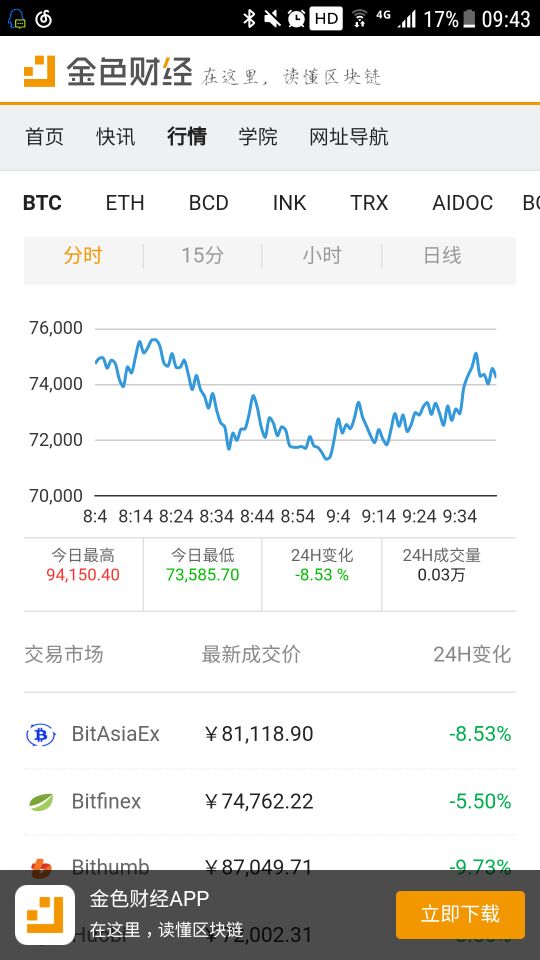 HD 4G 17% 09:43
金色财经 在这里，读懂区块链
首页 快讯 行情 学院 网址导航
BTC ETH BCD INK TRX AIDOC
分时 15分 小时 日线
76,000
74,000
72,000
70,000
8:4 8:14 8:24 8:34 8:44 8:54 9:4 9:14 9:24 9:34
今日最高 今日最低 24H变化 24H成交量
94,150.40 73,585.70 -8.53 % 0.03万
交易市场 最新成交价 24H变化
BitAsiaEx ￥81,118.90 -8.53%
Bitfinex ￥74,762.22 -5.50%
Bithumb ￥87,049.71 -9.73%
金色财经APP
在这里，读懂区块链
立即下载
Huobi ￥72,002.31